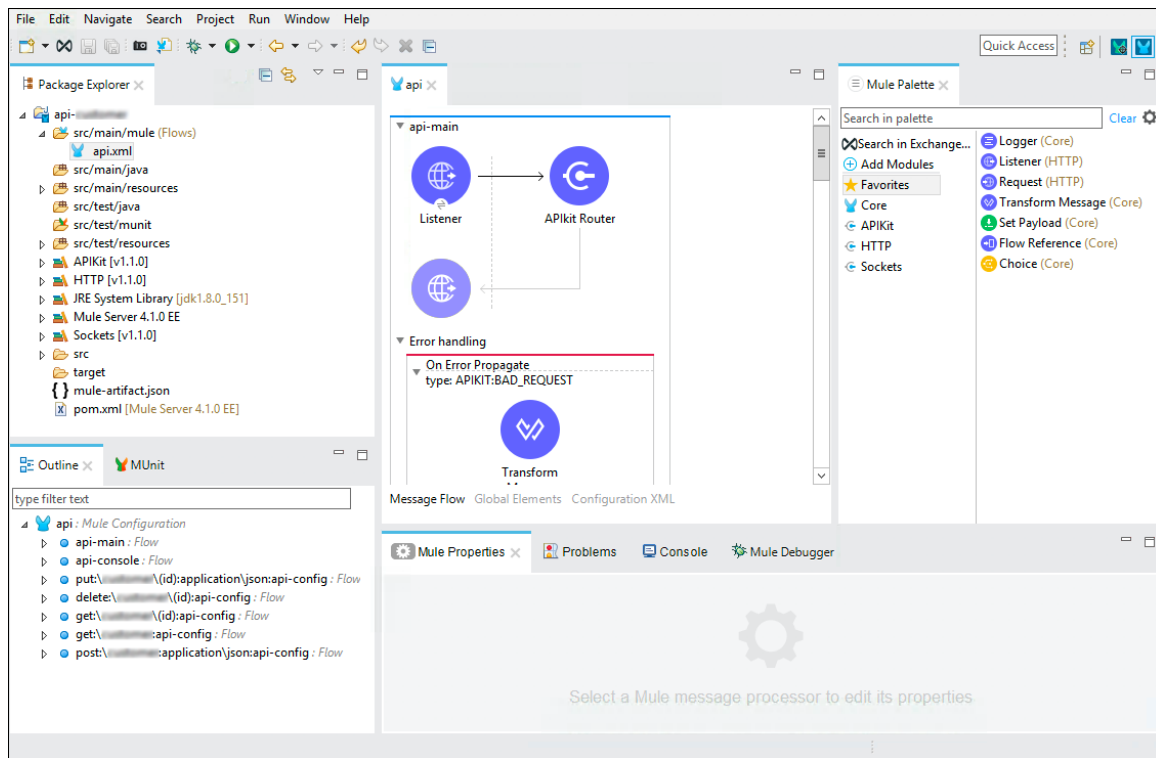 File Edit Navigate Search Project Run Window Help
Quick Access
Package Explorer
api-
src/main/mule (Flows)
api.xml
src/main/java
src/main/resources
src/test/java
src/test/munit
src/test/resources
APIKit [v1.1.0]
HTTP [v1.1.0]
JRE System Library [jdk1.8.0_151]
Mule Server 4.1.0 EE
Sockets [v1.1.0]
src
target
mule-artifact.json
pom.xml [Mule Server 4.1.0 EE]
Outline MUnit
type filter text
api : Mule Configuration
api-main : Flow
api-console : Flow
put:\ \(id):application\json:api-config : Flow
delete:\ \(id):api-config : Flow
get:\ \(id):api-config : Flow
get:\ :api-config : Flow
post:\ :application\json:api-config : Flow
api
api-main
Listener APIkit Router
Error handling
On Error Propagate
type: APIKIT:BAD_REQUEST
Transform
Message Flow Global Elements Configuration XML
Mule Palette
Search in palette Clear
Search in Exchange...
Add Modules
Favorites
Core
APIKit
HTTP
Sockets
Logger (Core)
Listener (HTTP)
Request (HTTP)
Transform Message (Core)
Set Payload (Core)
Flow Reference (Core)
Choice (Core)
Mule Properties Problems Console Mule Debugger
Select a Mule message processor to edit its properties